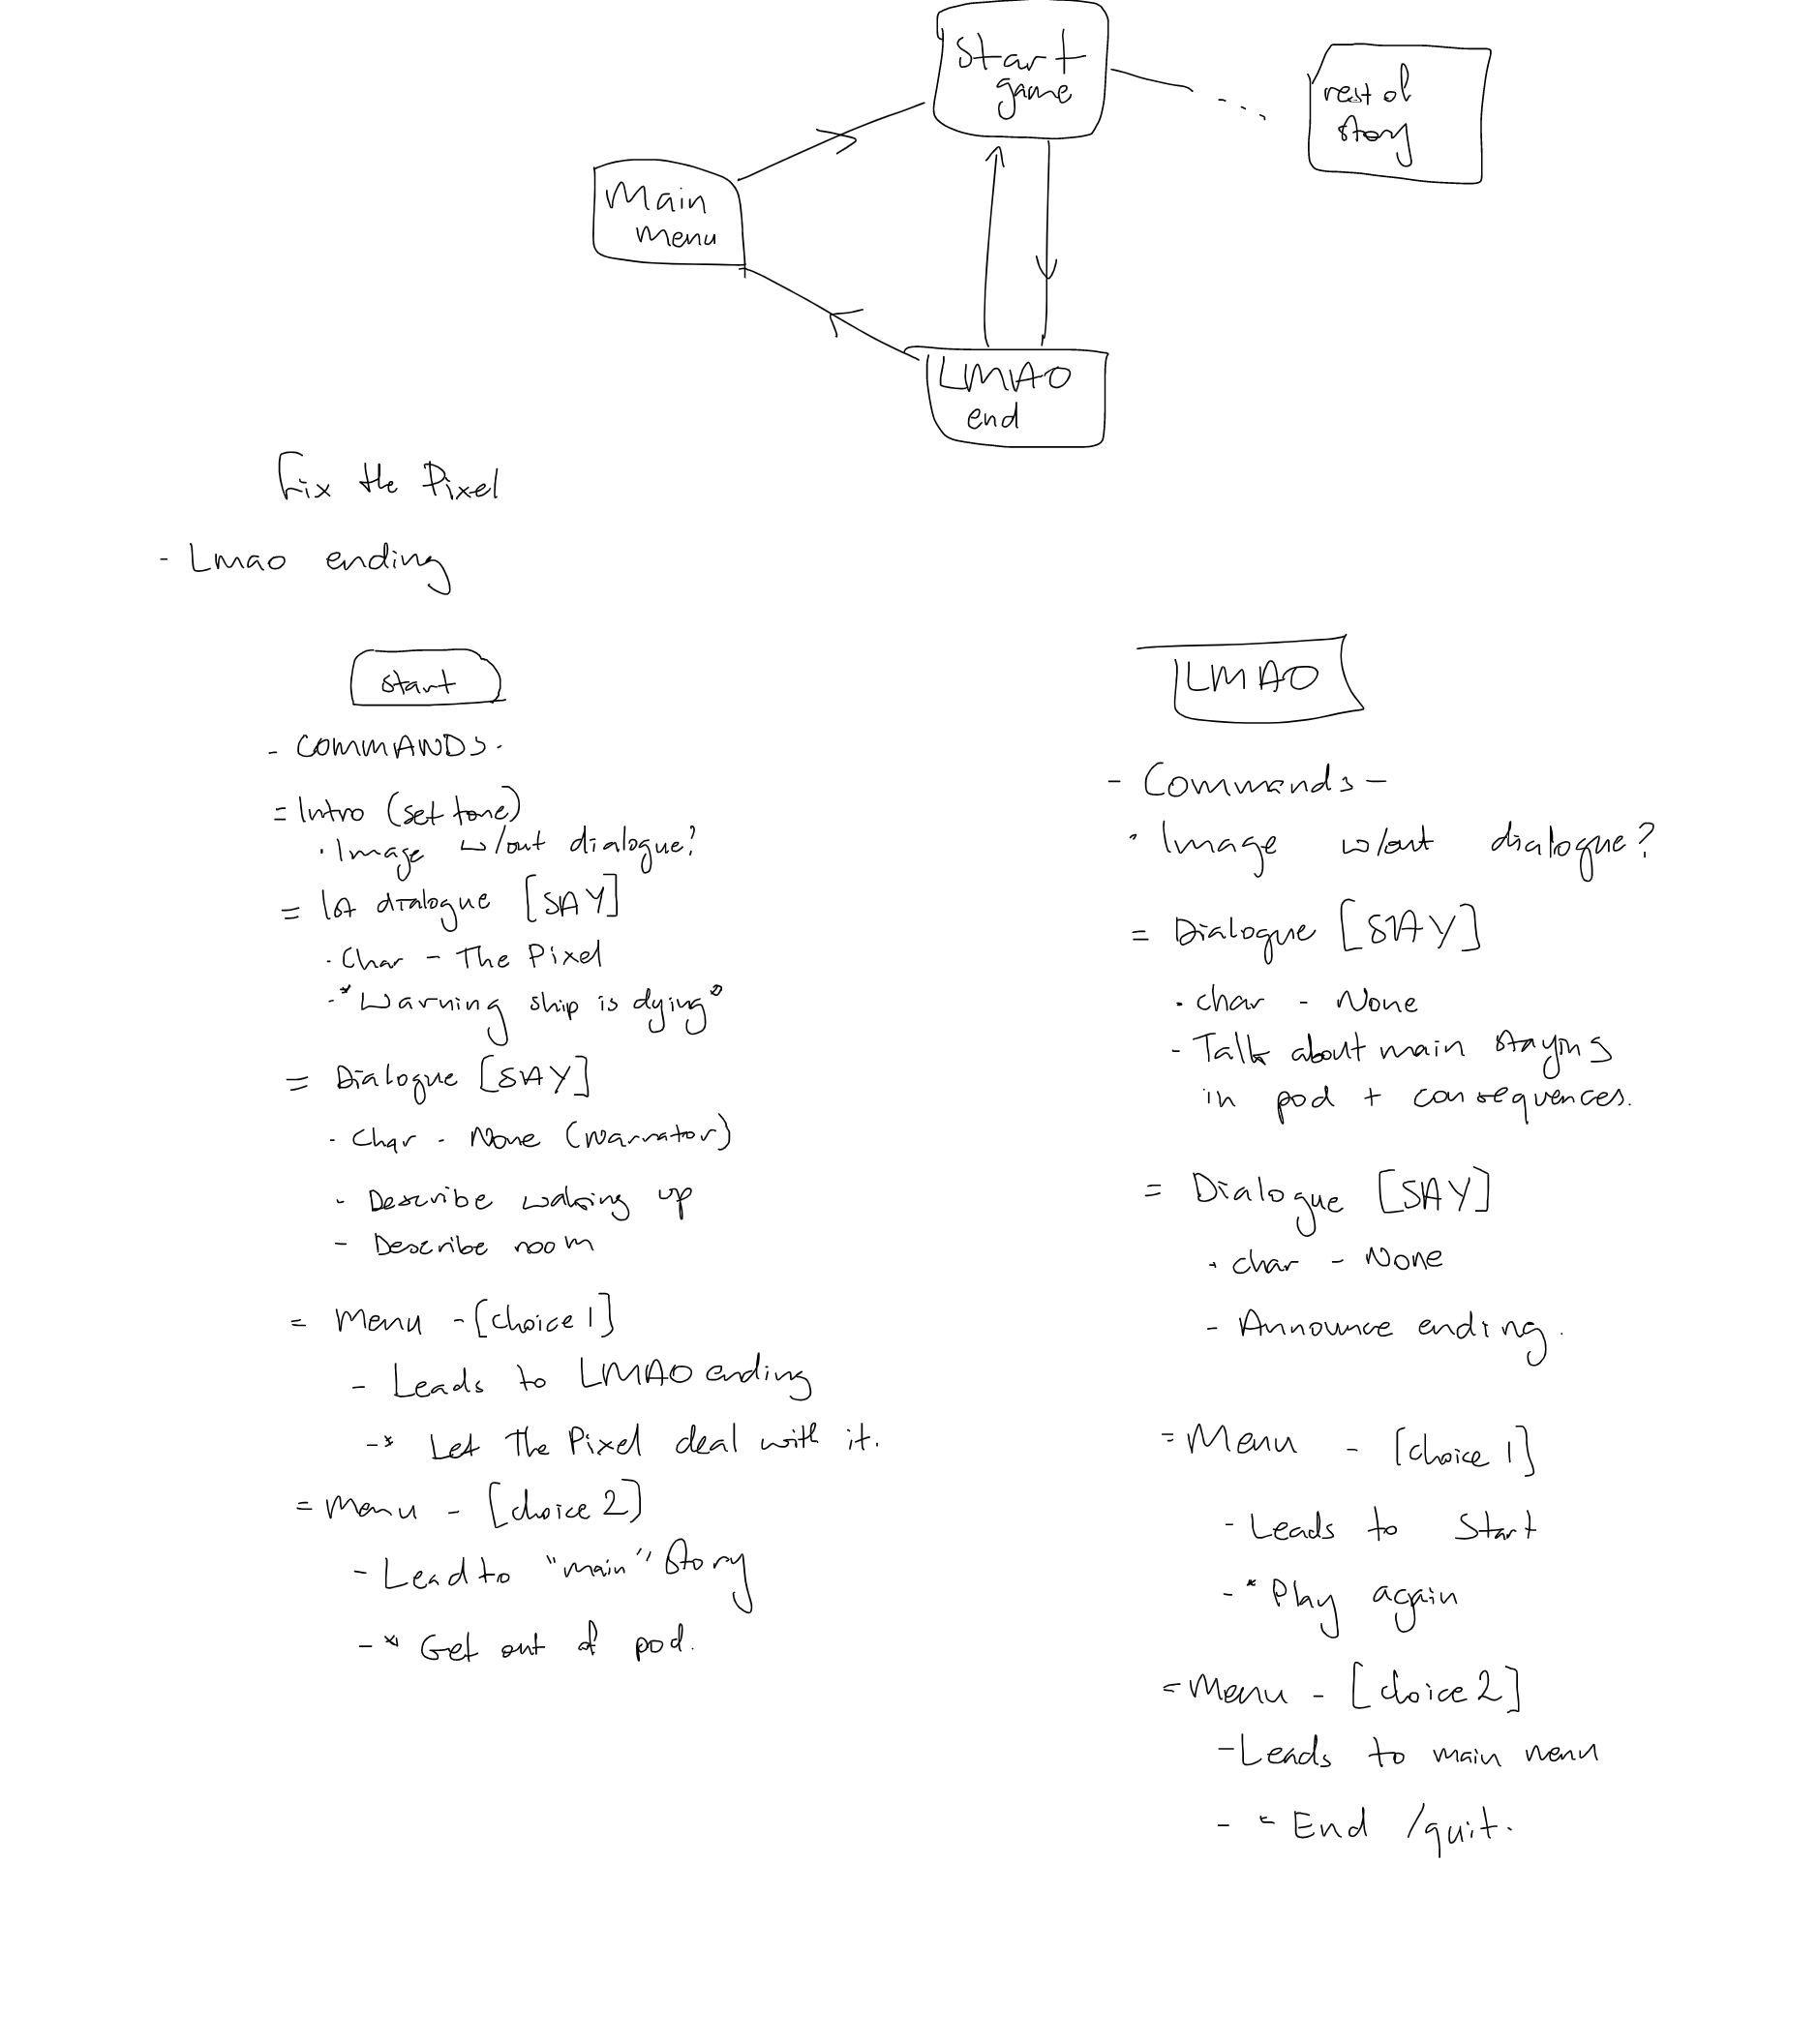 Start
game
rest of
story
Main
menu
LMAO
end
Fix the Pixel
- Lmao ending
start
- COMMANDS -
= Intro (set tone)
· Image w/out dialogue?
= 1st dialogue [SAY]
· Char - The Pixel
-* Warning ship is dying*
= Dialogue [SAY]
- Char - None (Narrator)
- Describe waking up
- Describe room
= Menu - [choice 1]
- Leads to LMAO ending
-* Let The Pixel deal with it.
= Menu - [choice 2]
- Lead to "main" Story
-* Get out of pod.
LMAO
- Commands -
· Image w/out dialogue?
= Dialogue [SAY]
· char - None
- Talk about main staying
in pod + consequences.
= Dialogue [SAY]
· char - None
- Announce ending.
= Menu - [choice 1]
- Leads to Start
-* Play again
= Menu - [choice 2]
- Leads to main menu
-* End /quit.